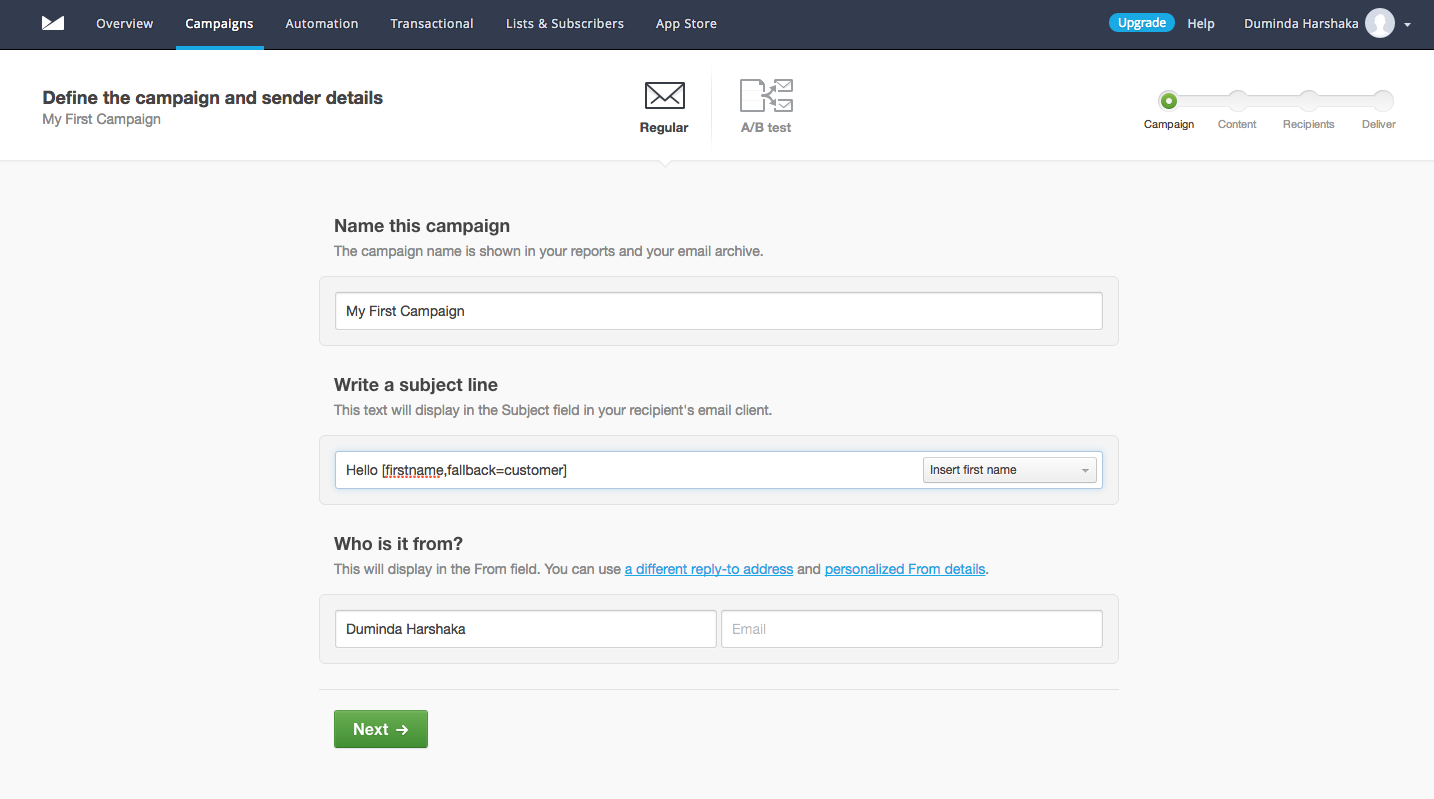 Overview Campaigns Automation Transactional Lists & Subscribers App Store Upgrade Help Duminda Harshaka
Define the campaign and sender details
My First Campaign
Regular
A/B test
Campaign Content Recipients Deliver
Name this campaign
The campaign name is shown in your reports and your email archive.
My First Campaign
Write a subject line
This text will display in the Subject field in your recipient's email client.
Hello [firstname,fallback=customer] Insert first name
Who is it from?
This will display in the From field. You can use a different reply-to address and personalized From details.
Duminda Harshaka Email
Next →